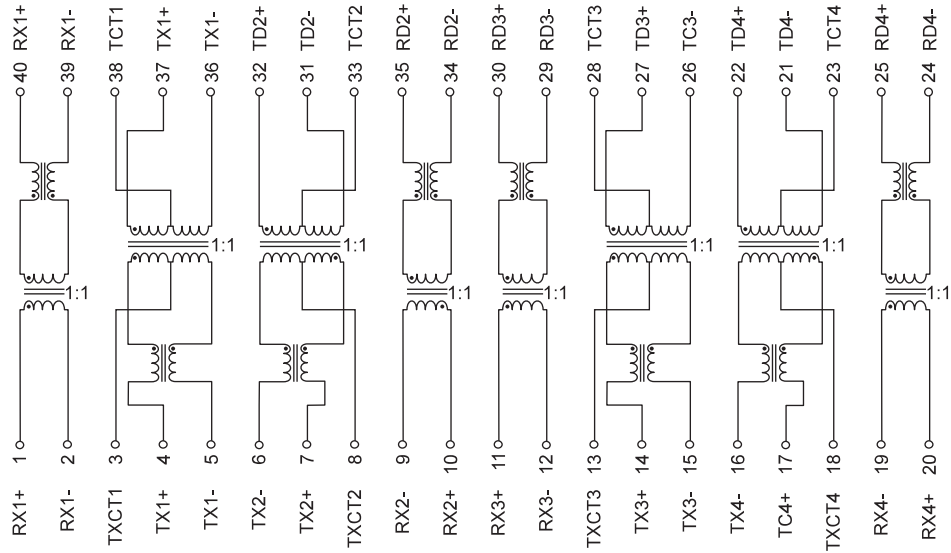 RX1+
RX1-
TCT1
TX1+
TX1-
TD2+
TD2-
TCT2
RD2+
RD2-
RD3+
RD3-
TCT3
TD3+
TC3-
TD4+
TD4-
TCT4
RD4+
RD4-
40
39
38
37
36
32
31
33
35
34
30
29
28
27
26
22
21
23
25
24
1:1
1:1
1:1
1:1
1:1
1:1
1:1
1:1
1
2
3
4
5
6
7
8
9
10
11
12
13
14
15
16
17
18
19
20
RX1+
RX1-
TXCT1
TX1+
TX1-
TX2-
TX2+
TXCT2
RX2-
RX2+
RX3+
RX3-
TXCT3
TX3+
TX3-
TX4-
TC4+
TXCT4
RX4-
RX4+